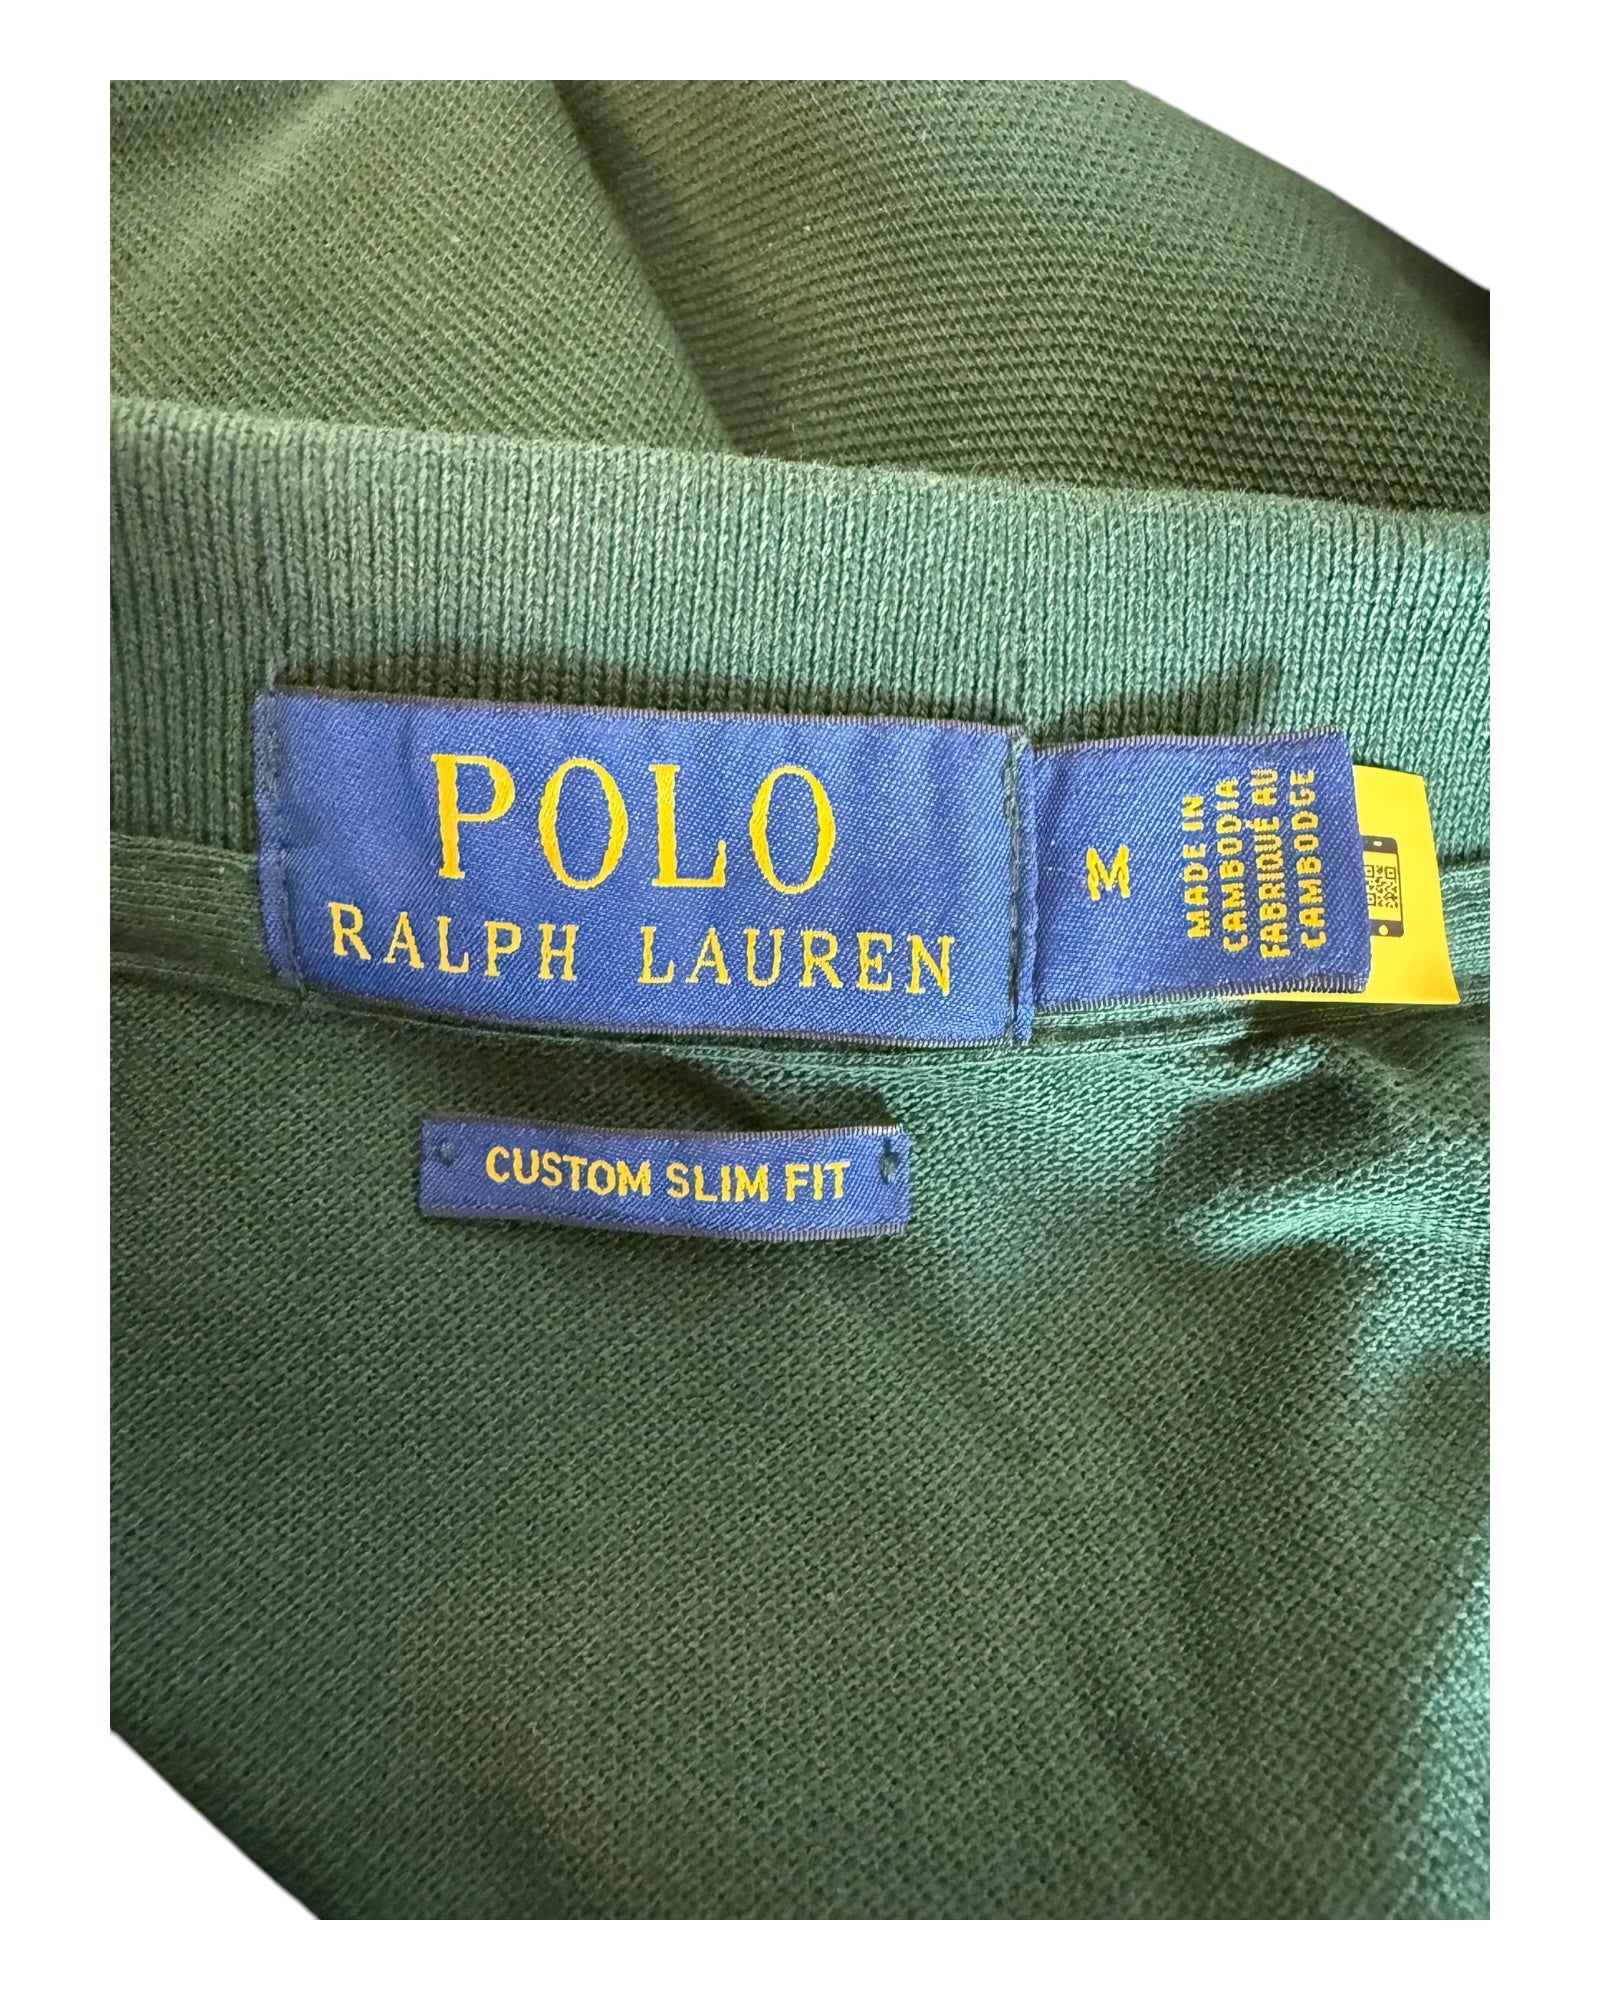 POLO
RALPH LAUREN
M
MADE IN
CAMBODIA
FABRIQUÉ AU
CAMBODGE
CUSTOM SLIM FIT